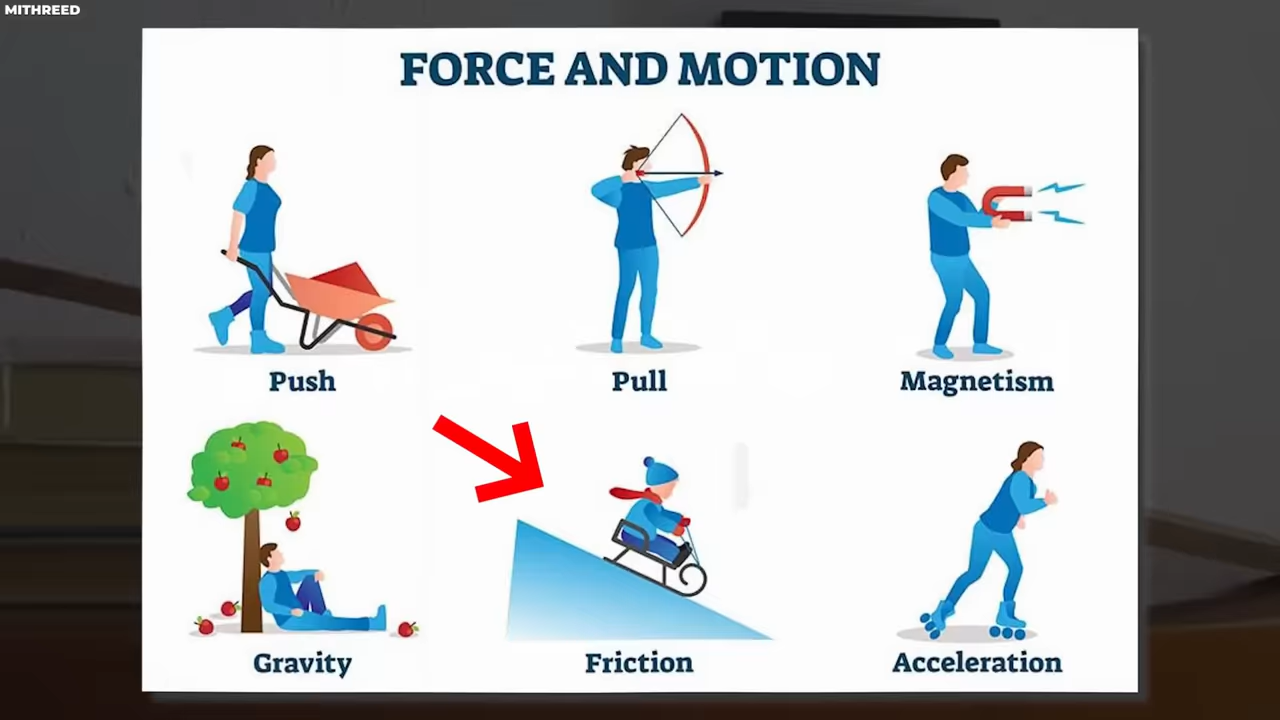 MITHREED
FORCE AND MOTION
Push
Pull
Magnetism
Gravity
Friction
Acceleration